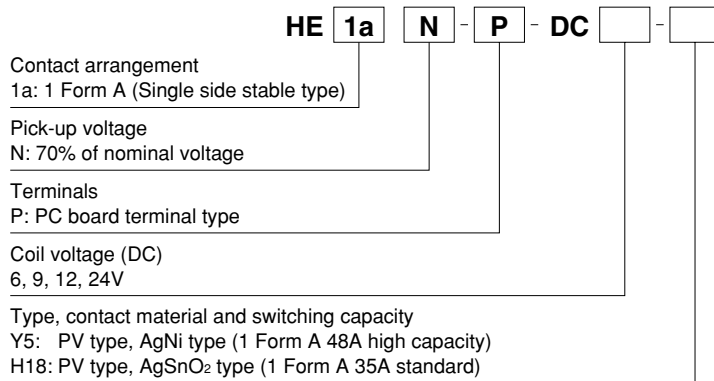 HE 1a N - P - DC -
Contact arrangement
1a: 1 Form A (Single side stable type)
Pick-up voltage
N: 70% of nominal voltage
Terminals
P: PC board terminal type
Coil voltage (DC)
6, 9, 12, 24V
Type, contact material and switching capacity
Y5: PV type, AgNi type (1 Form A 48A high capacity)
H18: PV type, AgSnO₂ type (1 Form A 35A standard)